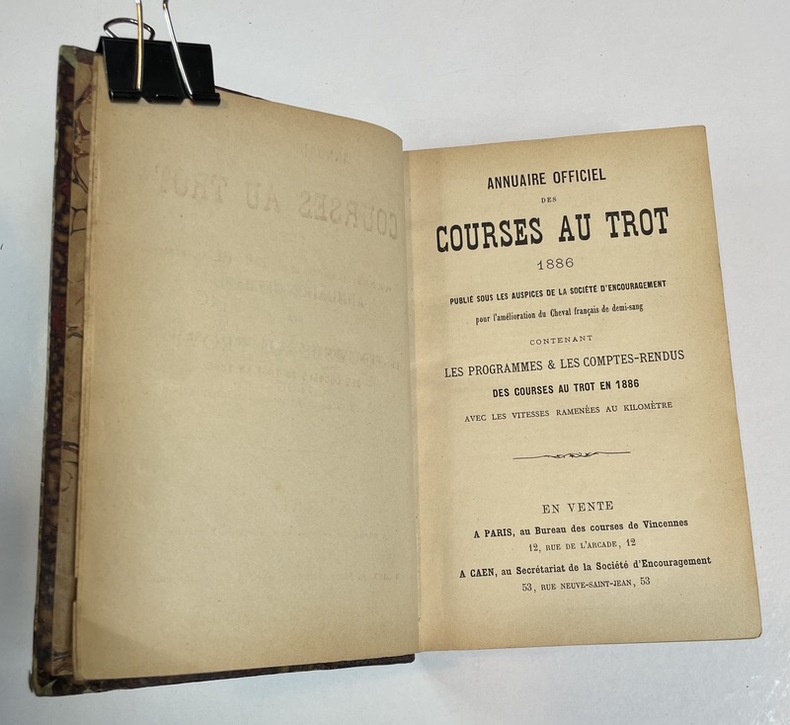 ANNUAIRE OFFICIEL
DES
COURSES AU TROT
1886
PUBLIÉ SOUS LES AUSPICES DE LA SOCIÉTÉ D'ENCOURAGEMENT
pour l'amélioration du Cheval français de demi-sang
CONTENANT
LES PROGRAMMES & LES COMPTES-RENDUS
DES COURSES AU TROT EN 1886
AVEC LES VITESSES RAMENÉES AU KILOMÈTRE
EN VENTE
A PARIS, au Bureau des courses de Vincennes
12, RUE DE L'ARCADE, 12
A CAEN, au Secrétariat de la Société d'Encouragement
53, RUE NEUVE-SAINT-JEAN, 53